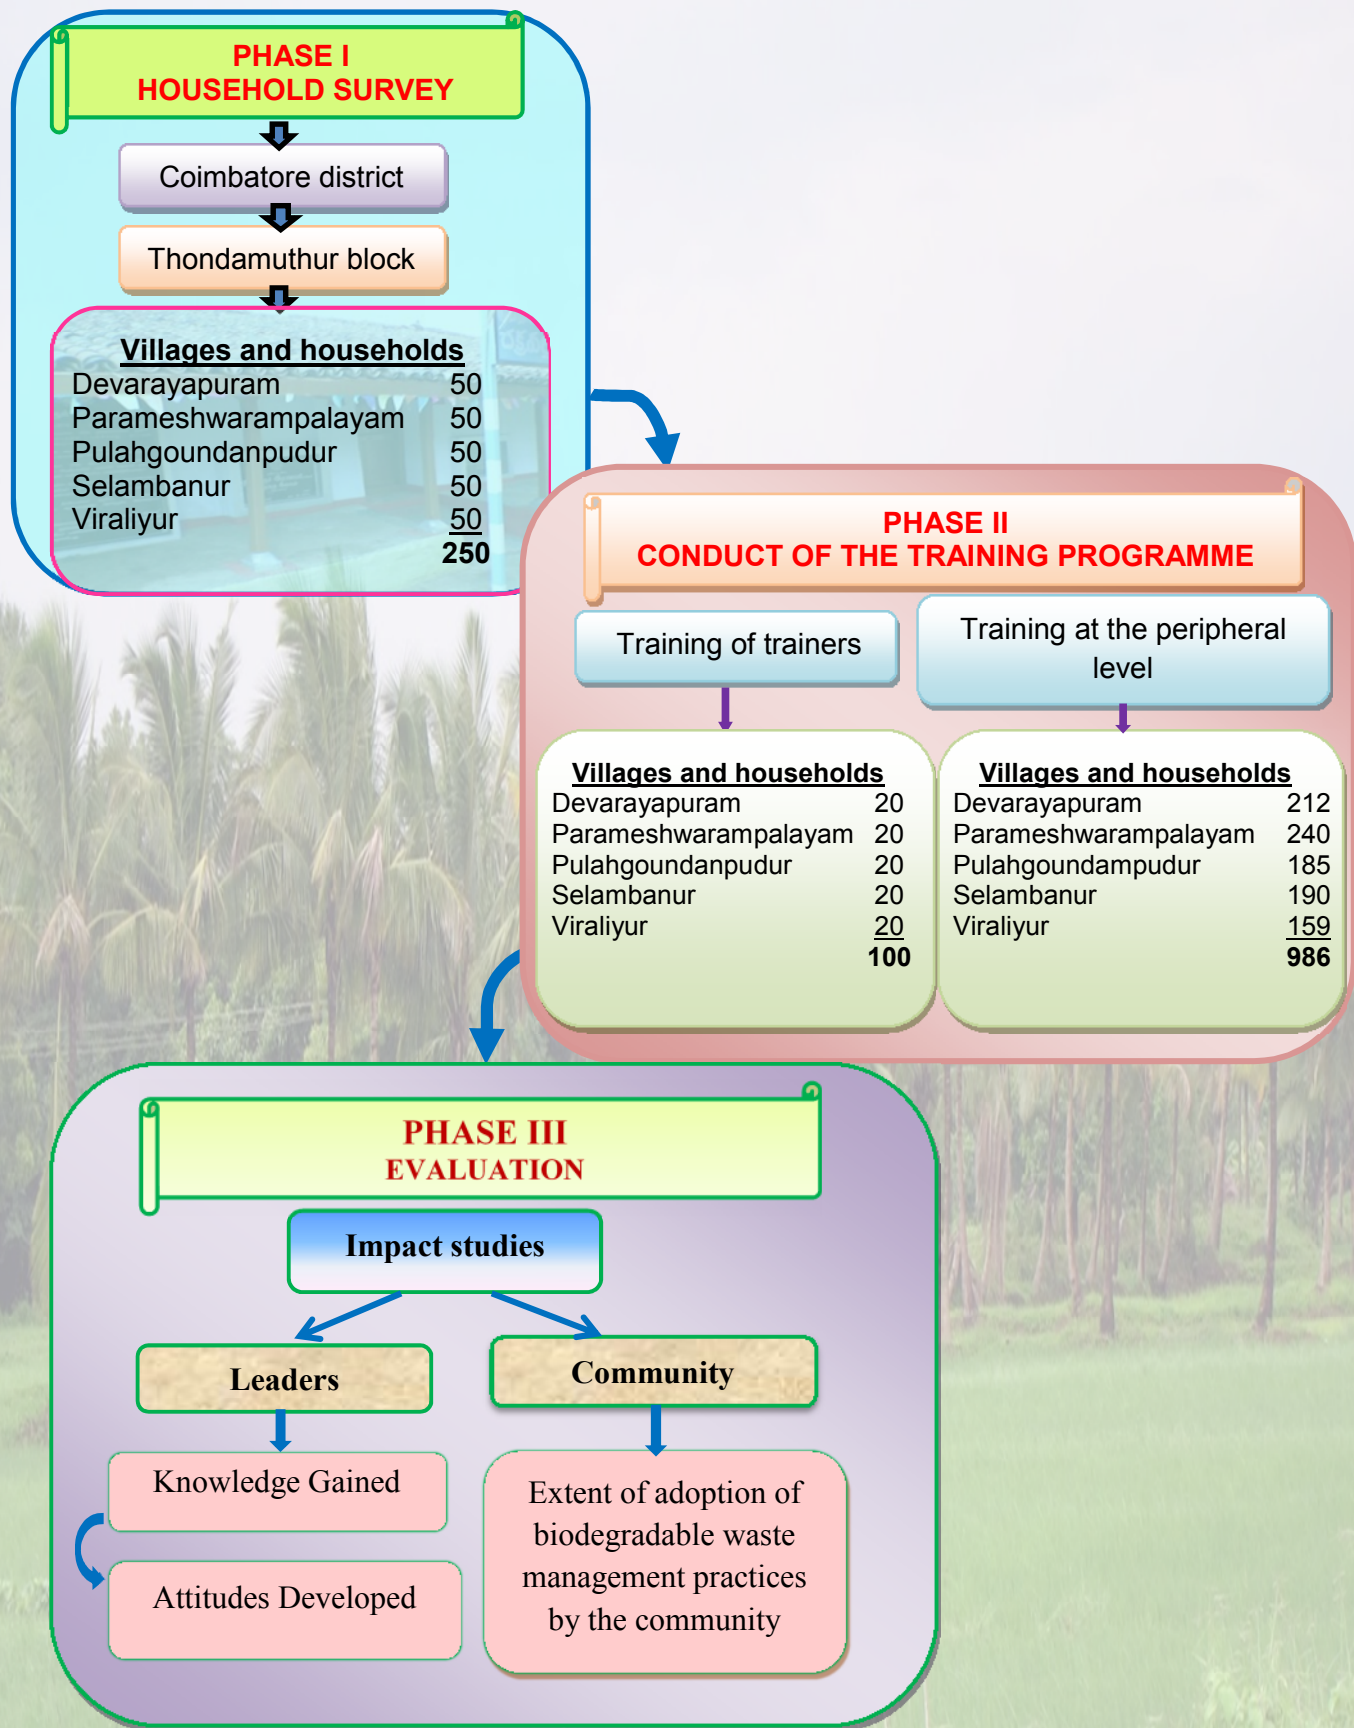 PHASE I
HOUSEHOLD SURVEY
Coimbatore district
Thondamuthur block
Villages and households
Devarayapuram 50
Parameshwarampalayam 50
Pulahgoundanpudur 50
Selambanur 50
Viraliyur 50
250
PHASE II
CONDUCT OF THE TRAINING PROGRAMME
Training of trainers
Villages and households
Devarayapuram 20
Parameshwarampalayam 20
Pulahgoundanpudur 20
Selambanur 20
Viraliyur 20
100
Training at the peripheral
level
Villages and households
Devarayapuram 212
Parameshwarampalayam 240
Pulahgoundampudur 185
Selambanur 190
Viraliyur 159
986
PHASE III
EVALUATION
Impact studies
Leaders
Knowledge Gained
Attitudes Developed
Community
Extent of adoption of
biodegradable waste
management practices
by the community